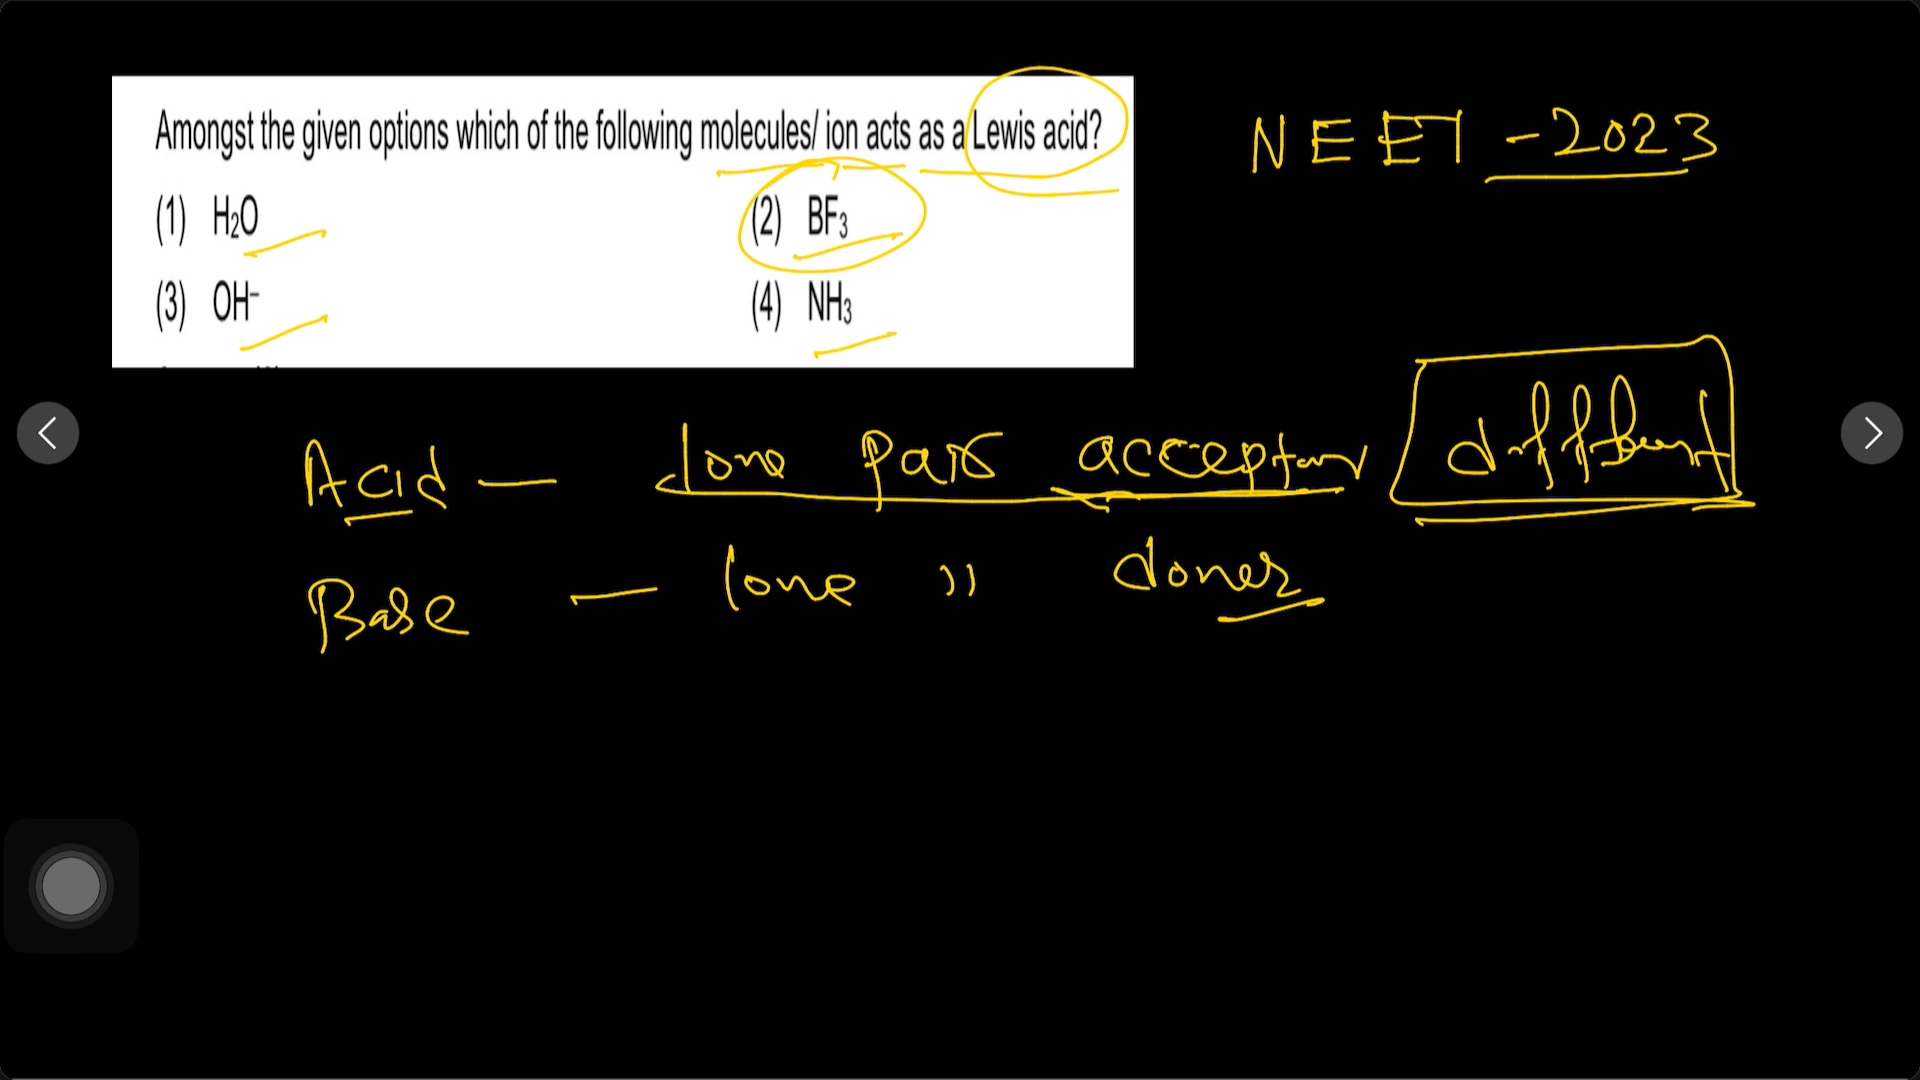 Amongst the given options which of the following molecules/ ion acts as a Lewis acid?
NEET -2023
(1) H₂O
(2) BF₃
(3) OH⁻
(4) NH₃
Acid — lone pair acceptor
Base — lone 11 doner